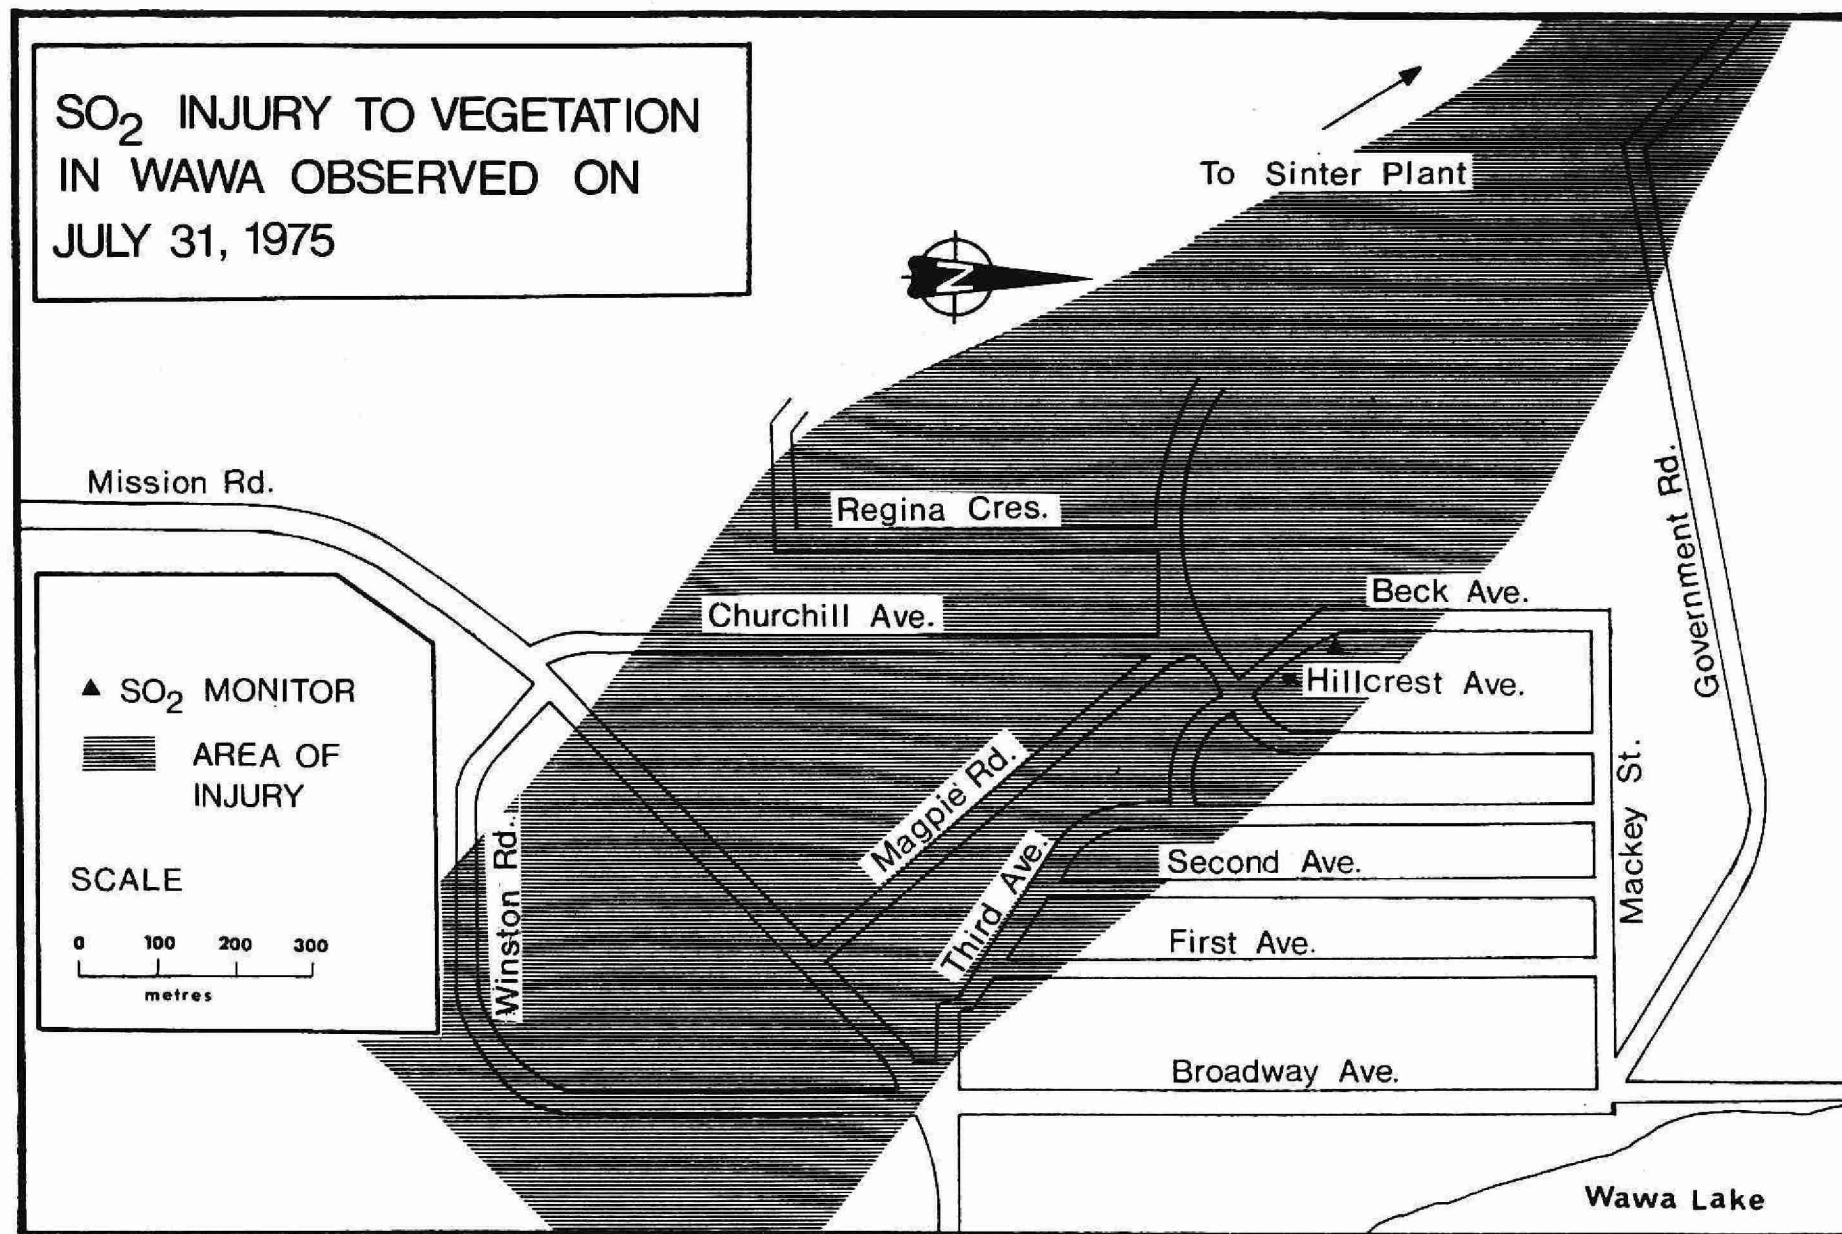 SO2 INJURY TO VEGETATION
IN WAWA OBSERVED ON
JULY 31, 1975
To Sinter Plant
N
Mission Rd.
Regina Cres.
Churchill Ave.
Beck Ave.
Hillcrest Ave.
Government Rd.
▲ SO2 MONITOR
AREA OF
INJURY
SCALE
0 100 200 300
metres
Winston Rd.
Magpie Rd.
Third Ave.
Second Ave.
First Ave.
Mackey St.
Broadway Ave.
Wawa Lake